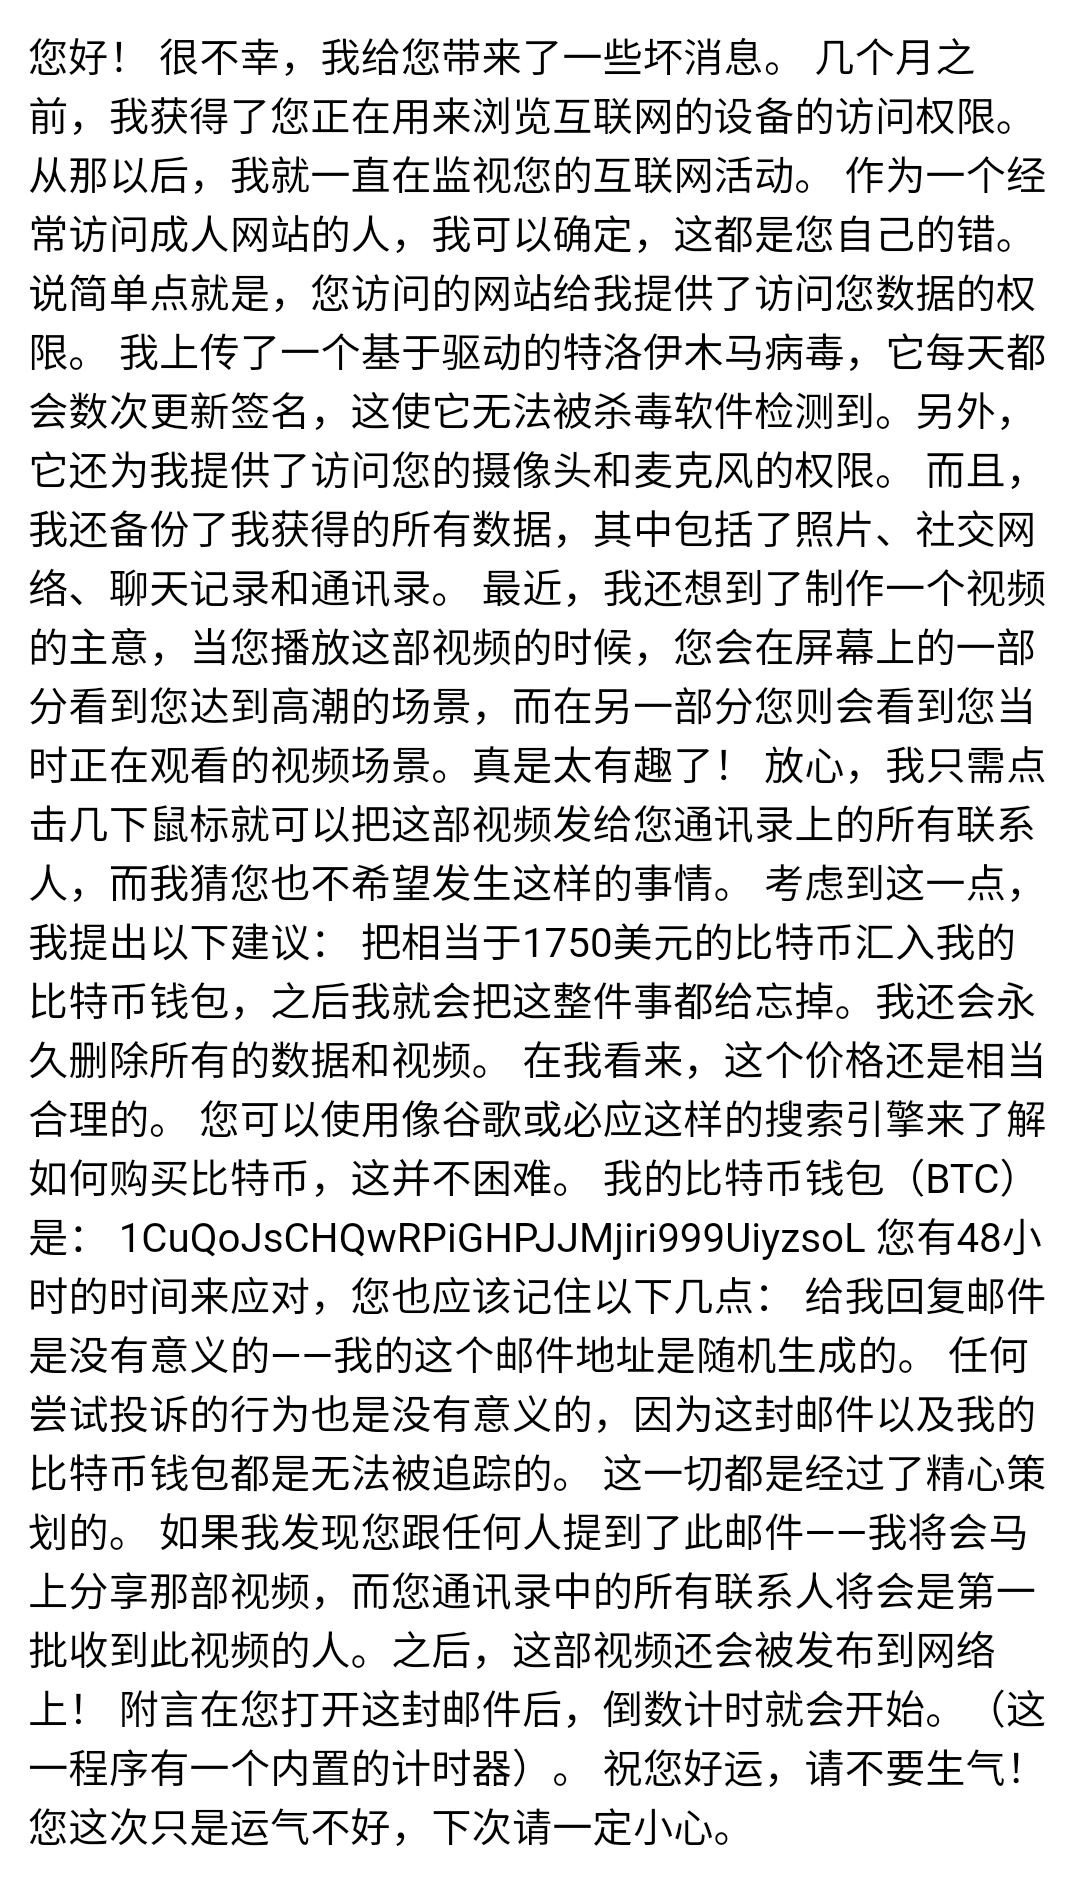 您好！ 很不幸，我给您带来了一些坏消息。 几个月之
前，我获得了您正在用来浏览互联网的设备的访问权限。
从那以后，我就一直在监视您的互联网活动。 作为一个经
常访问成人网站的人，我可以确定，这都是您自己的错。
说简单点就是，您访问的网站给我提供了访问您数据的权
限。 我上传了一个基于驱动的特洛伊木马病毒，它每天都
会数次更新签名，这使它无法被杀毒软件检测到。另外，
它还为我提供了访问您的摄像头和麦克风的权限。 而且，
我还备份了我获得的所有数据，其中包括了照片、社交网
络、聊天记录和通讯录。 最近，我还想到了制作一个视频
的主意，当您播放这部视频的时候，您会在屏幕上的一部
分看到您达到高潮的场景，而在另一部分您则会看到您当
时正在观看的视频场景。真是太有趣了！ 放心，我只需点
击几下鼠标就可以把这部视频发给您通讯录上的所有联系
人，而我猜您也不希望发生这样的事情。 考虑到这一点，
我提出以下建议： 把相当于1750美元的比特币汇入我的
比特币钱包，之后我就会把这整件事都给忘掉。我还会永
久删除所有的数据和视频。 在我看来，这个价格还是相当
合理的。 您可以使用像谷歌或必应这样的搜索引擎来了解
如何购买比特币，这并不困难。 我的比特币钱包（BTC）
是： 1CuQoJsCHQwRPiGHPJJMjiri999UiyzsoL 您有48小
时的时间来应对，您也应该记住以下几点： 给我回复邮件
是没有意义的——我的这个邮件地址是随机生成的。 任何
尝试投诉的行为也是没有意义的，因为这封邮件以及我的
比特币钱包都是无法被追踪的。 这一切都是经过了精心策
划的。 如果我发现您跟任何人提到了此邮件——我将会马
上分享那部视频，而您通讯录中的所有联系人将会是第一
批收到此视频的人。之后，这部视频还会被发布到网络
上！ 附言在您打开这封邮件后，倒数计时就会开始。（这
一程序有一个内置的计时器）。 祝您好运，请不要生气！
您这次只是运气不好，下次请一定小心。